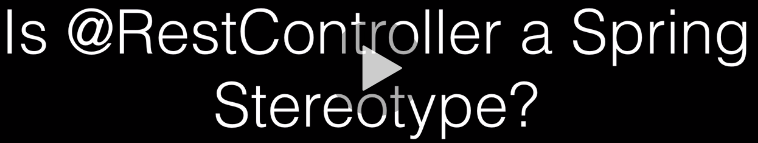 Is @RestController a Spring
Stereotype?